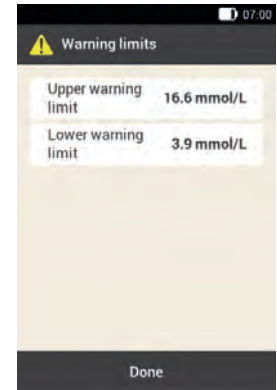 07:00
Warning limits
Upper warning
limit
16.6 mmol/L
Lower warning
limit
3.9 mmol/L
Done